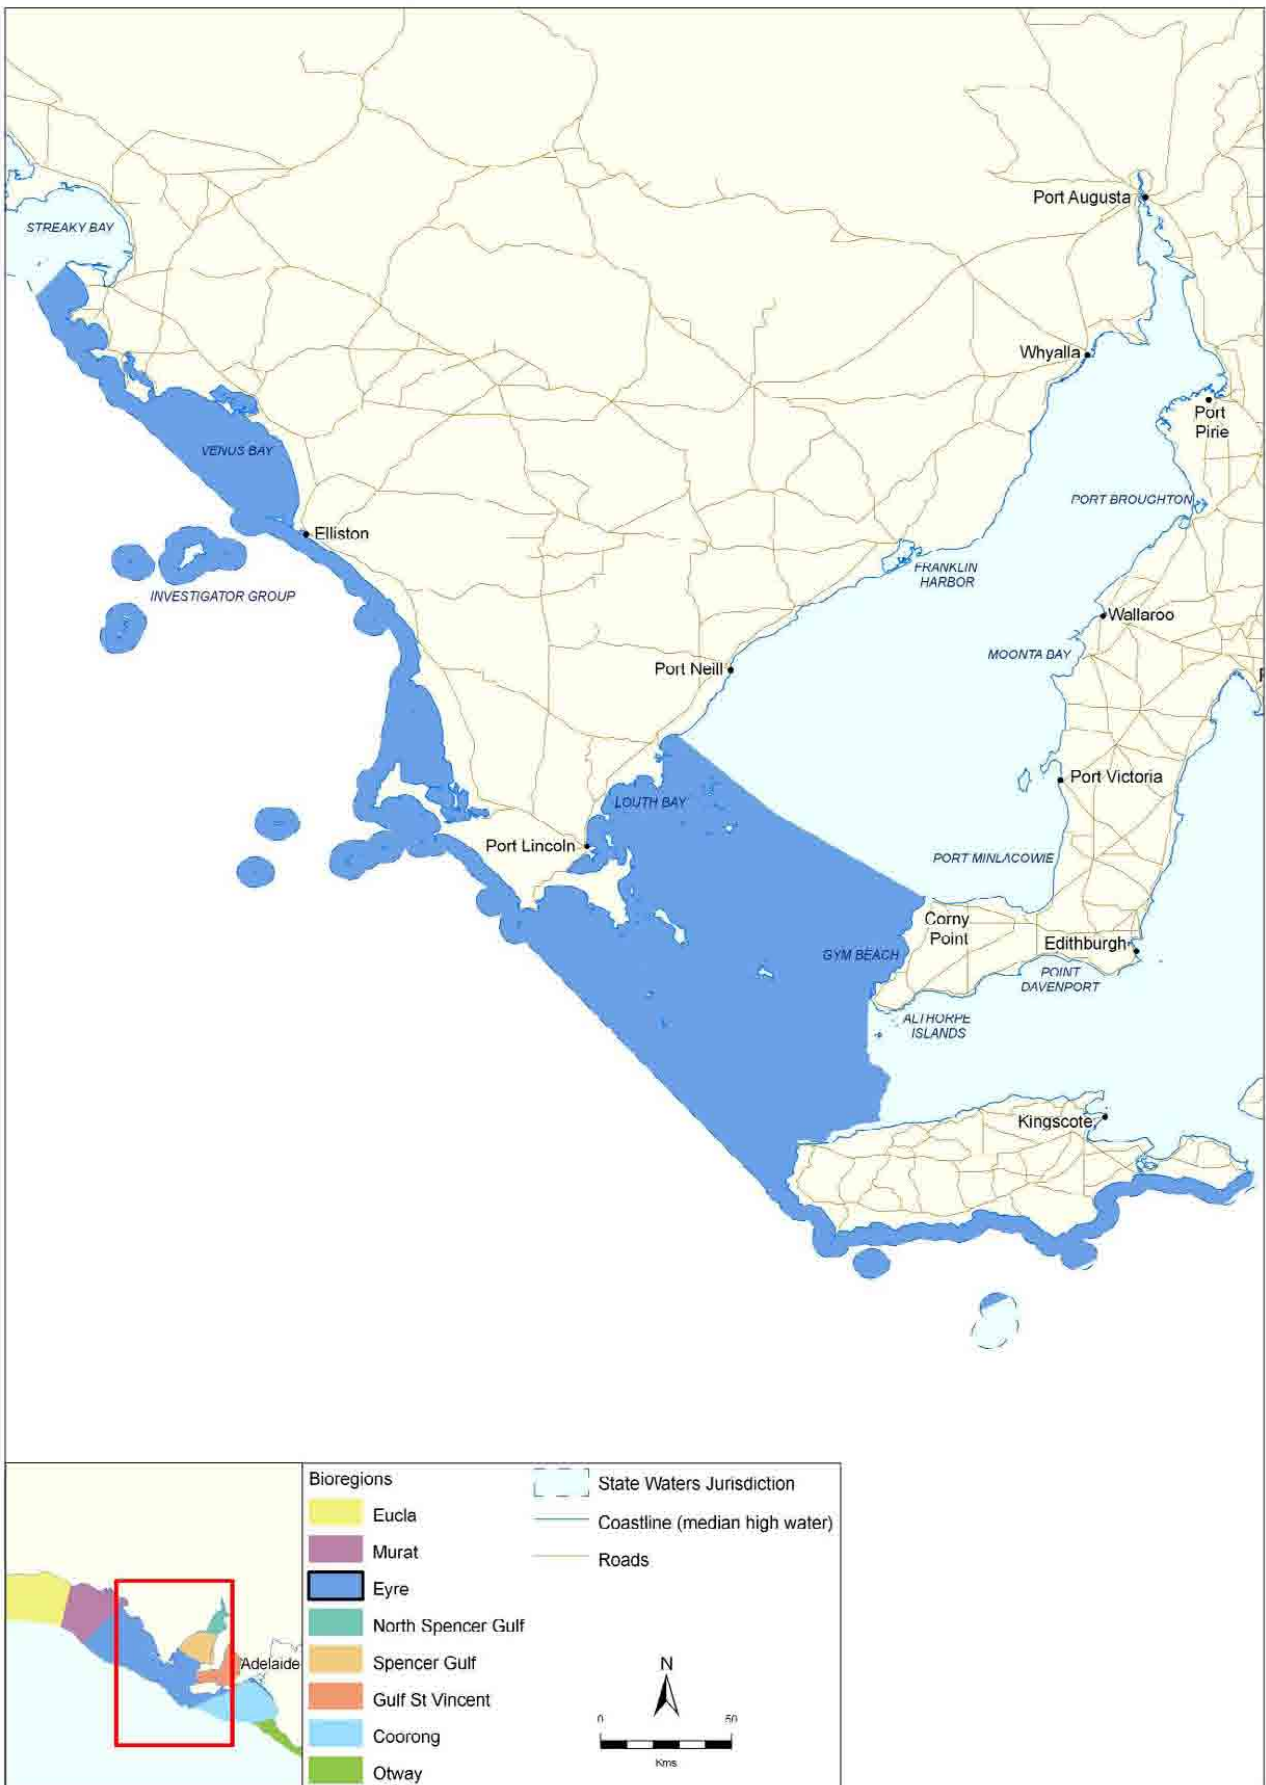 STREAKY BAY
Port Augusta
Whyalla
Port
Pirie
VENUS BAY
PORT BROUGHTON
Elliston
FRANKLIN
HARBOR
INVESTIGATOR GROUP
Wallaroo
MOONTA BAY
Port Neill
Port Victoria
LOUTH BAY
Port Lincoln
PORT MINLACOWIE
Corny
Point
Edithburgh
GYM BEACH
POINT
DAVENPORT
ALTHORPE
ISLANDS
Kingscote
Bioregions
Eucla
Murat
Eyre
North Spencer Gulf
Spencer Gulf
Gulf St Vincent
Coorong
Otway
State Waters Jurisdiction
Coastline (median high water)
Roads
Adelaide
N
0 50
Kms